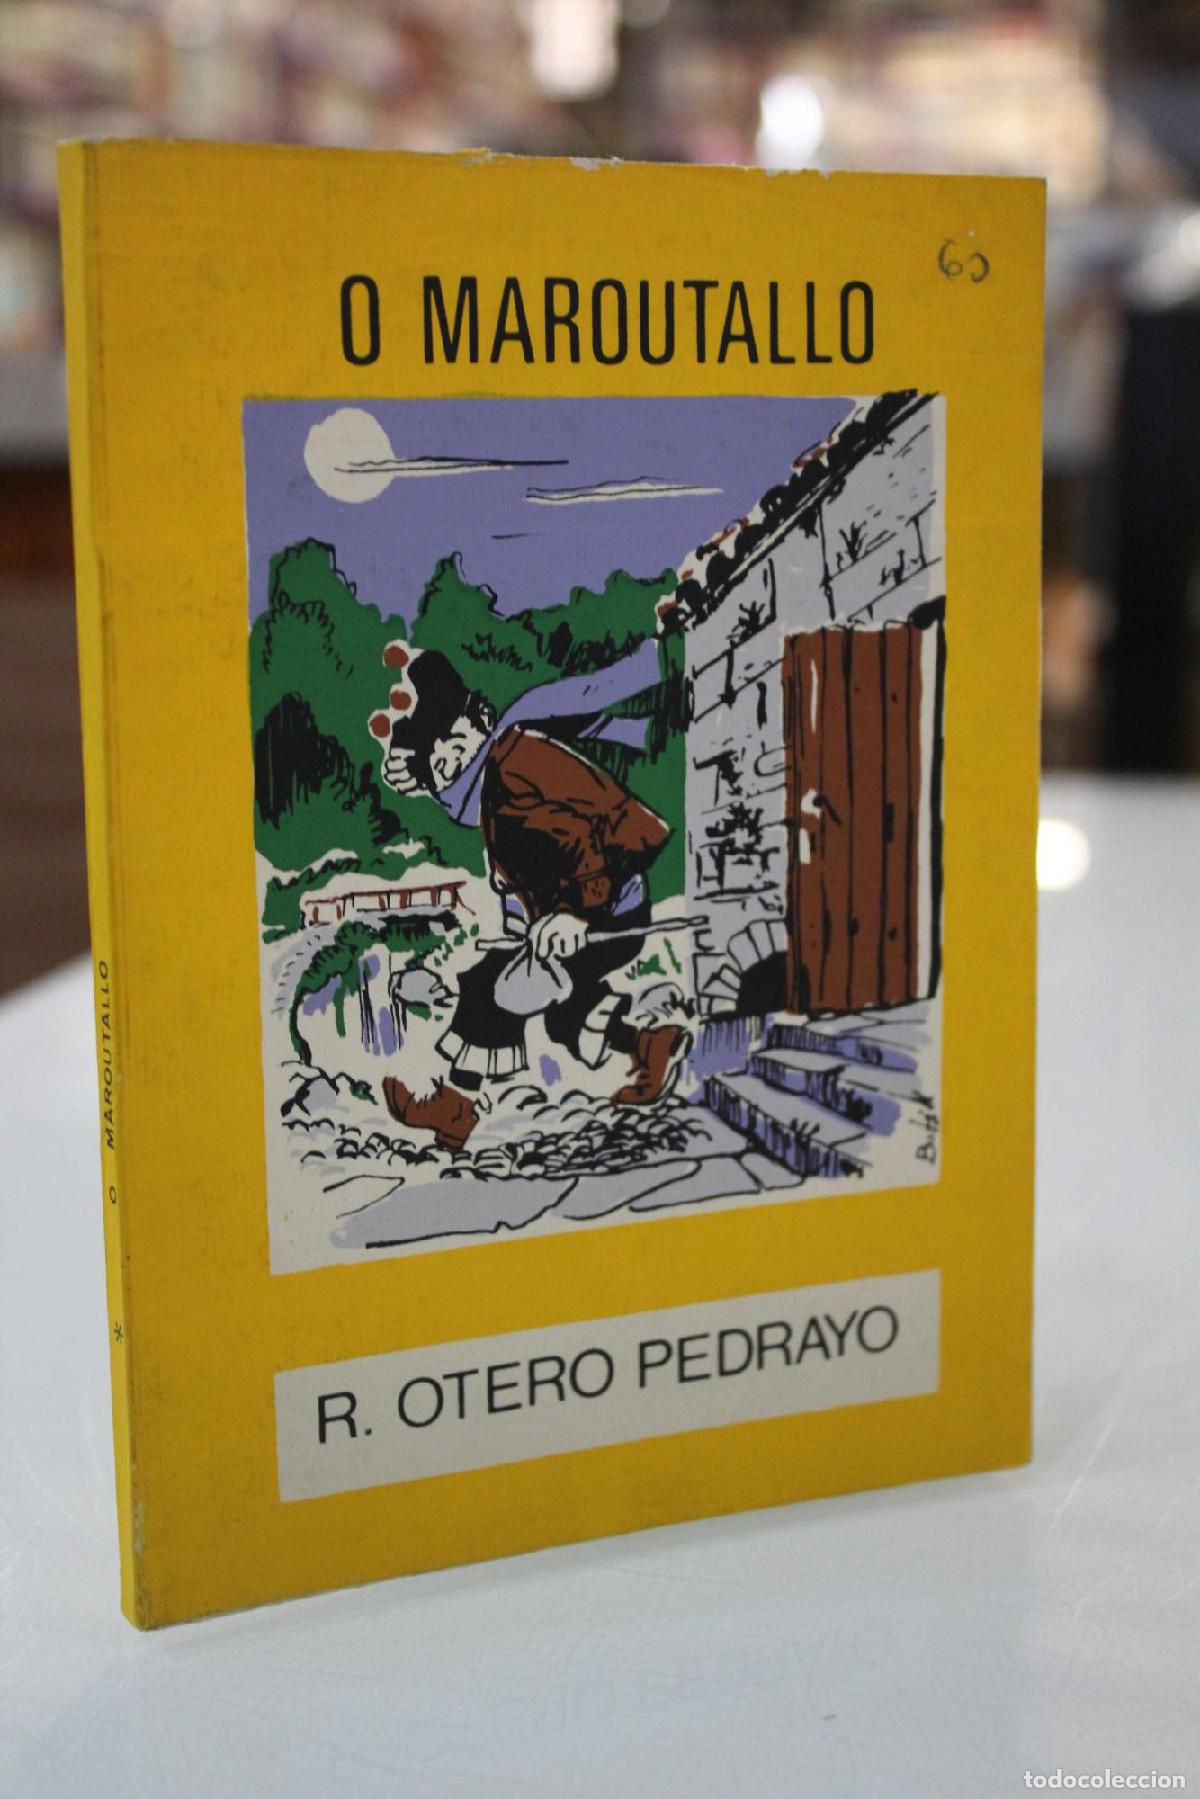 60
O MAROUTALLO
R. OTERO PEDRAYO
O MAROUTALLO
*
todocoleccion